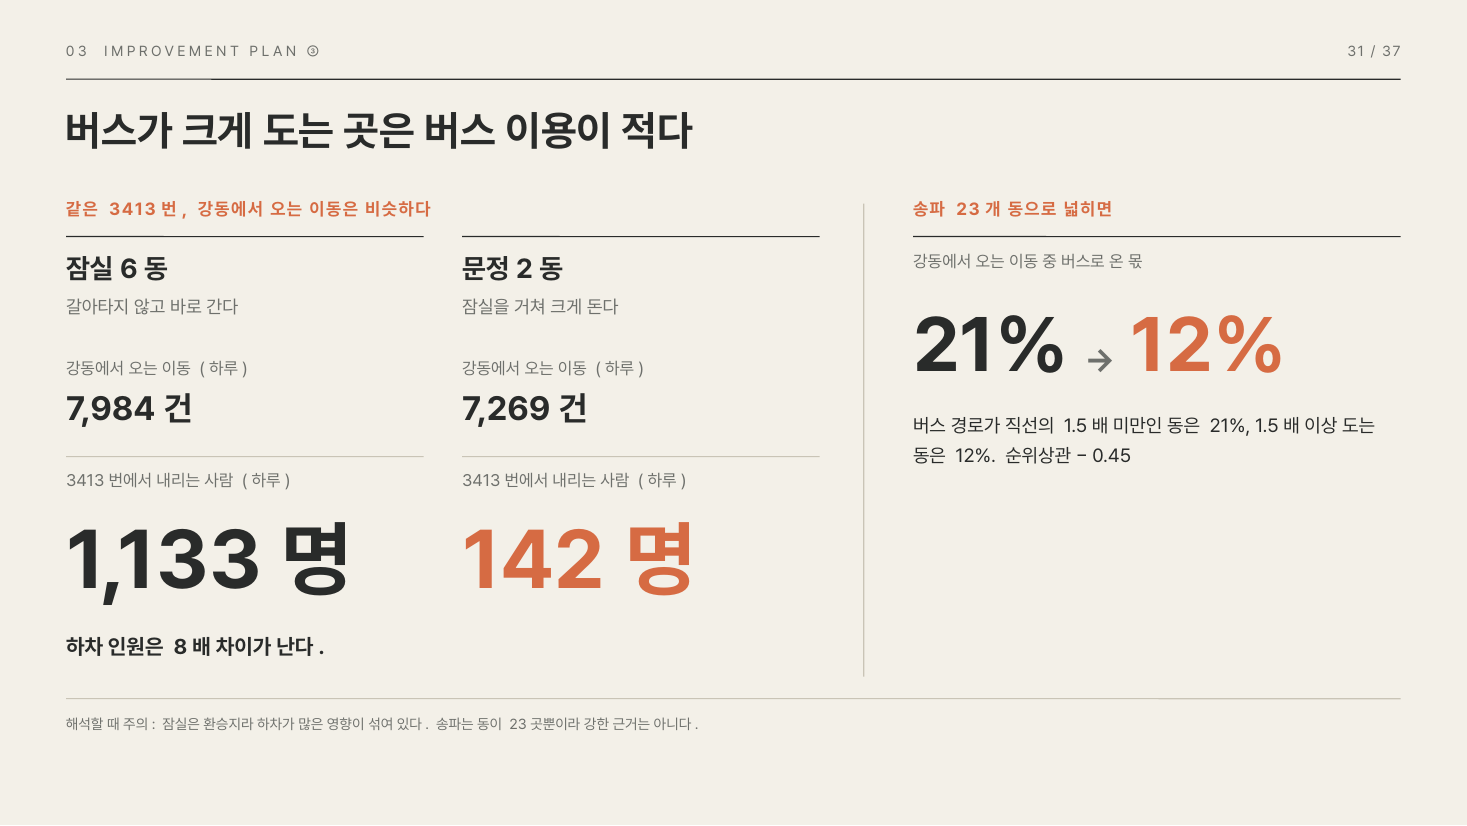 03 IMPROVEMENT PLAN ③
31 / 37
버스가 크게 도는 곳은 버스 이용이 적다
같은 3413 번 , 강동에서 오는 이동은 비슷하다
잠실 6 동
갈아타지 않고 바로 간다
강동에서 오는 이동 ( 하루 )
7,984 건
3413 번에서 내리는 사람 ( 하루 )
1,133 명
문정 2 동
잠실을 거쳐 크게 돈다
강동에서 오는 이동 ( 하루 )
7,269 건
3413 번에서 내리는 사람 ( 하루 )
142 명
하차 인원은 8 배 차이가 난다 .
송파 23 개 동으로 넓히면
강동에서 오는 이동 중 버스로 온 몫
21% → 12%
버스 경로가 직선의 1.5 배 미만인 동은 21%, 1.5 배 이상 도는
동은 12%. 순위상관 − 0.45
해석할 때 주의 : 잠실은 환승지라 하차가 많은 영향이 섞여 있다 . 송파는 동이 23 곳뿐이라 강한 근거는 아니다 .